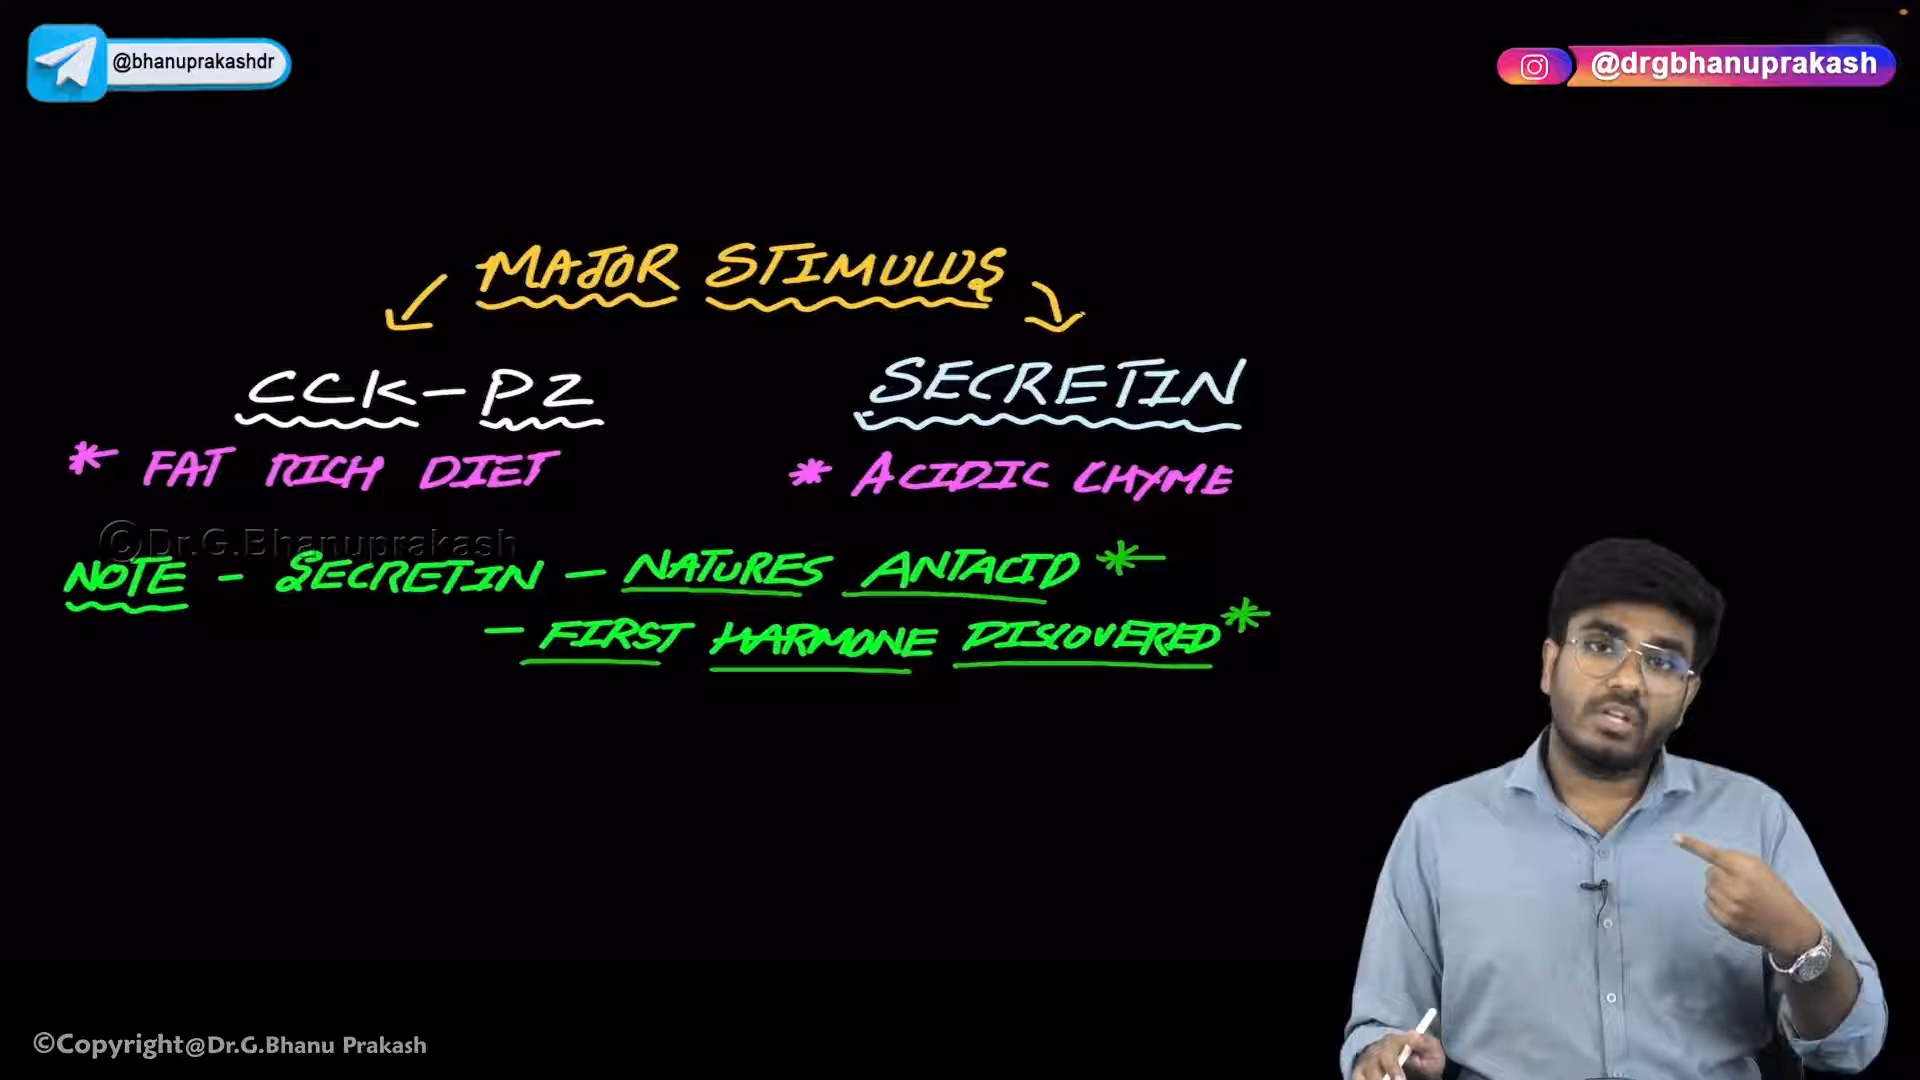 @bhanuprakashdr
@drgbhanuprakash
MAJOR STIMULUS
CCK-PZ
SECRETIN
* FAT RICH DIET
* ACIDIC CHYME
©Dr.G.Bhanuprakash
NOTE - SECRETIN - NATURES ANTACID *
- FIRST HARMONE DISCOVERED *
©Copyright@Dr.G.Bhanu Prakash